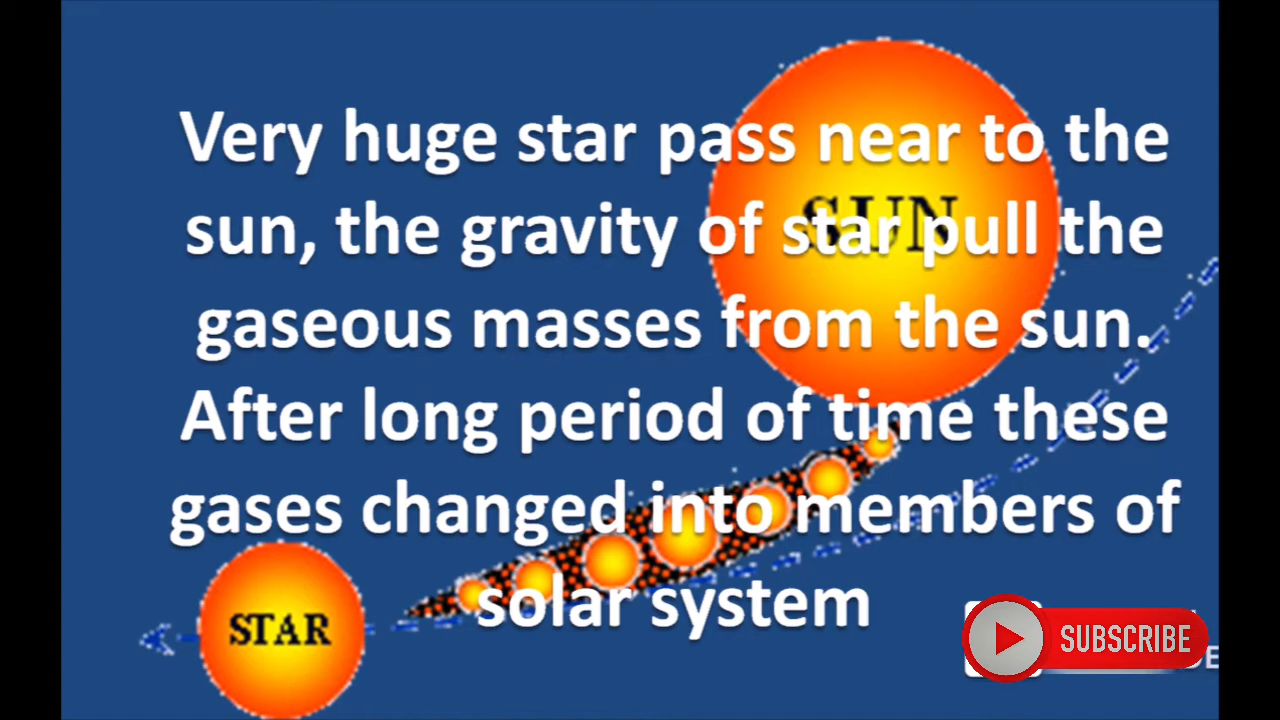 Very huge star pass near to the
sun, the gravity of star pull the
gaseous masses from the sun.
After long period of time these
gases changed into members of
solar system
SUN
STAR
SUBSCRIBE